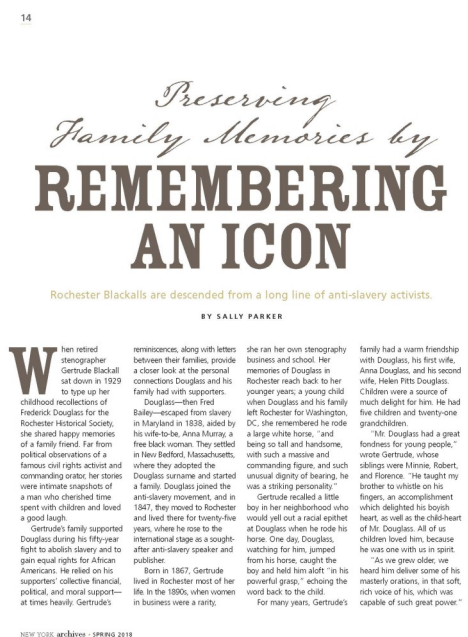 14
Preserving
Family Memories by
REMEMBERING
AN ICON
Rochester Blackalls are descended from a long line of anti-slavery activists.
BY SALLY PARKER
When retired
stenographer
Gertrude Blackall
sat down in 1929
to type up her
childhood recollections of
Frederick Douglass for the
Rochester Historical Society,
she shared happy memories
of a family friend. Far from
political observations of a
famous civil rights activist and
commanding orator, her stories
were intimate snapshots of
a man who cherished time
spent with children and loved
a good laugh.
Gertrude's family supported
Douglass during his fifty-year
fight to abolish slavery and to
gain equal rights for African
Americans. He relied on his
supporters' collective financial,
political, and moral support—
at times heavily. Gertrude's
reminiscences, along with letters
between their families, provide
a closer look at the personal
connections Douglass and his
family had with supporters.
Douglass—then Fred
Bailey—escaped from slavery
in Maryland in 1838, aided by
his wife-to-be, Anna Murray, a
free black woman. They settled
in New Bedford, Massachusetts,
where they adopted the
Douglass surname and started
a family. Douglass joined the
anti-slavery movement, and in
1847, they moved to Rochester
and lived there for twenty-five
years, where he rose to the
international stage as a sought-
after anti-slavery speaker and
publisher.
Born in 1867, Gertrude
lived in Rochester most of her
life. In the 1890s, when women
in business were a rarity,
she ran her own stenography
business and school. Her
memories of Douglass in
Rochester reach back to her
younger years; a young child
when Douglass and his family
left Rochester for Washington,
DC, she remembered he rode
a large white horse, "and
being so tall and handsome,
with such a massive and
commanding figure, and such
unusual dignity of bearing, he
was a striking personality."
Gertrude recalled a little
boy in her neighborhood who
would yell out a racial epithet
at Douglass when he rode his
horse. One day, Douglass,
watching for him, jumped
from his horse, caught the
boy and held him aloft "in his
powerful grasp," echoing the
word back to the child.
For many years, Gertrude's
family had a warm friendship
with Douglass, his first wife,
Anna Douglass, and his second
wife, Helen Pitts Douglass.
Children were a source of
much delight for him. He had
five children and twenty-one
grandchildren.
"Mr. Douglass had a great
fondness for young people,"
wrote Gertrude, whose
siblings were Minnie, Robert,
and Florence. "He taught my
brother to whistle on his
fingers, an accomplishment
which delighted his boyish
heart, as well as the child-heart
of Mr. Douglass. All of us
children loved him, because
he was one with us in spirit.
"As we grew older, we
heard him deliver some of his
masterly orations, in that soft,
rich voice of his, which was
capable of such great power."
NEW YORK archives • SPRING 2018